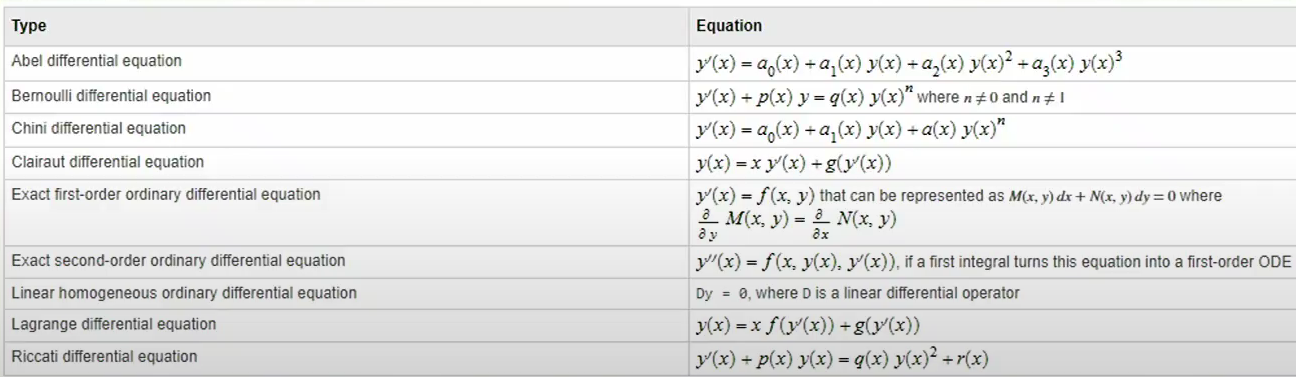 Type Equation
Abel differential equation y′(x) = a₀(x) + a₁(x) y(x) + a₂(x) y(x)² + a₃(x) y(x)³
Bernoulli differential equation y′(x) + p(x) y = q(x) y(x)ⁿ where n ≠ 0 and n ≠ 1
Chini differential equation y′(x) = a₀(x) + a₁(x) y(x) + a(x) y(x)ⁿ
Clairaut differential equation y(x) = x y′(x) + g(y′(x))
Exact first-order ordinary differential equation y′(x) = f(x, y) that can be represented as M(x, y) dx + N(x, y) dy = 0 where
∂/∂y M(x, y) = ∂/∂x N(x, y)
Exact second-order ordinary differential equation y′′(x) = f(x, y(x), y′(x)), if a first integral turns this equation into a first-order ODE
Linear homogeneous ordinary differential equation Dy = 0, where D is a linear differential operator
Lagrange differential equation y(x) = x f(y′(x)) + g(y′(x))
Riccati differential equation y′(x) + p(x) y(x) = q(x) y(x)² + r(x)